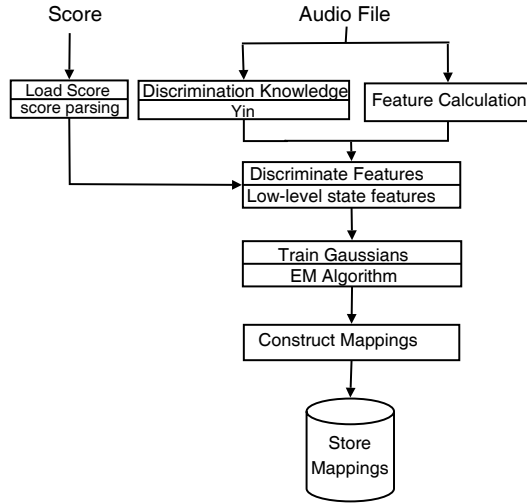 Score
Audio File
Load Score
score parsing
Discrimination Knowledge
Yin
Feature Calculation
Discriminate Features
Low-level state features
Train Gaussians
EM Algorithm
Construct Mappings
Store
Mappings